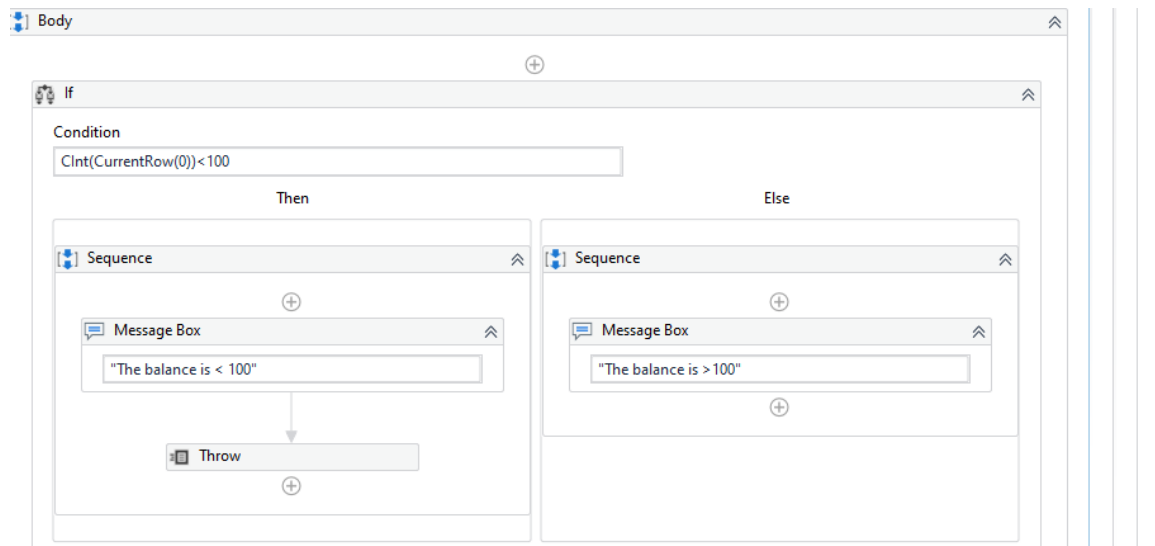 Body
If
Condition
CInt(CurrentRow(0))<100
Then
Else
Sequence
Sequence
Message Box
Message Box
"The balance is < 100"
"The balance is >100"
Throw